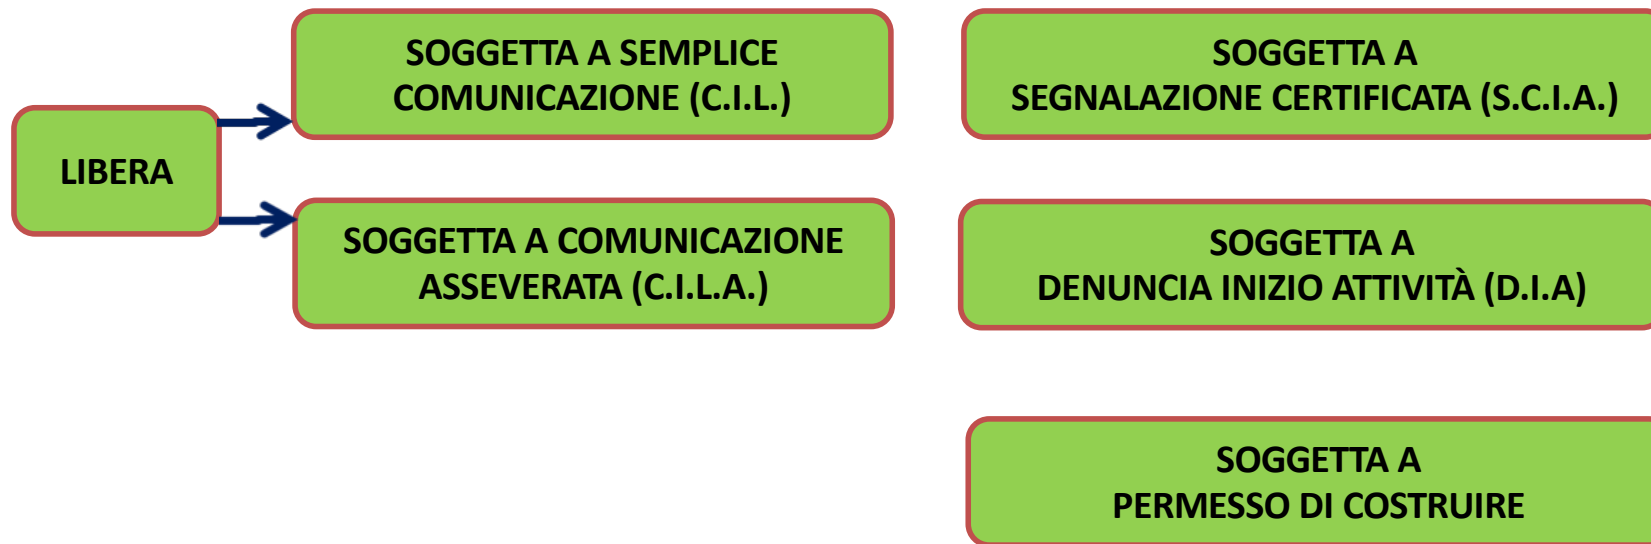 LIBERA
SOGGETTA A SEMPLICE
COMUNICAZIONE (C.I.L.)
SOGGETTA A COMUNICAZIONE
ASSEVERATA (C.I.L.A.)
SOGGETTA A
SEGNALAZIONE CERTIFICATA (S.C.I.A.)
SOGGETTA A
DENUNCIA INIZIO ATTIVITÀ (D.I.A)
SOGGETTA A
PERMESSO DI COSTRUIRE